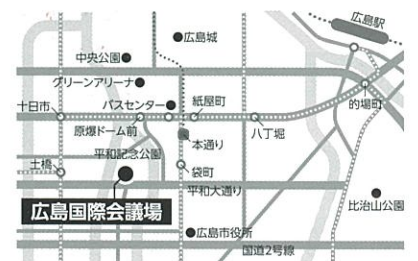 広島駅
広島城
中央公園
グリーンアリーナ
バスセンター
紙屋町
的場町
十日市
原爆ドーム前
本通り
八丁堀
平和記念公園
土橋
袋町
平和大通り
広島国際会議場
比治山公園
広島市役所
国道2号線